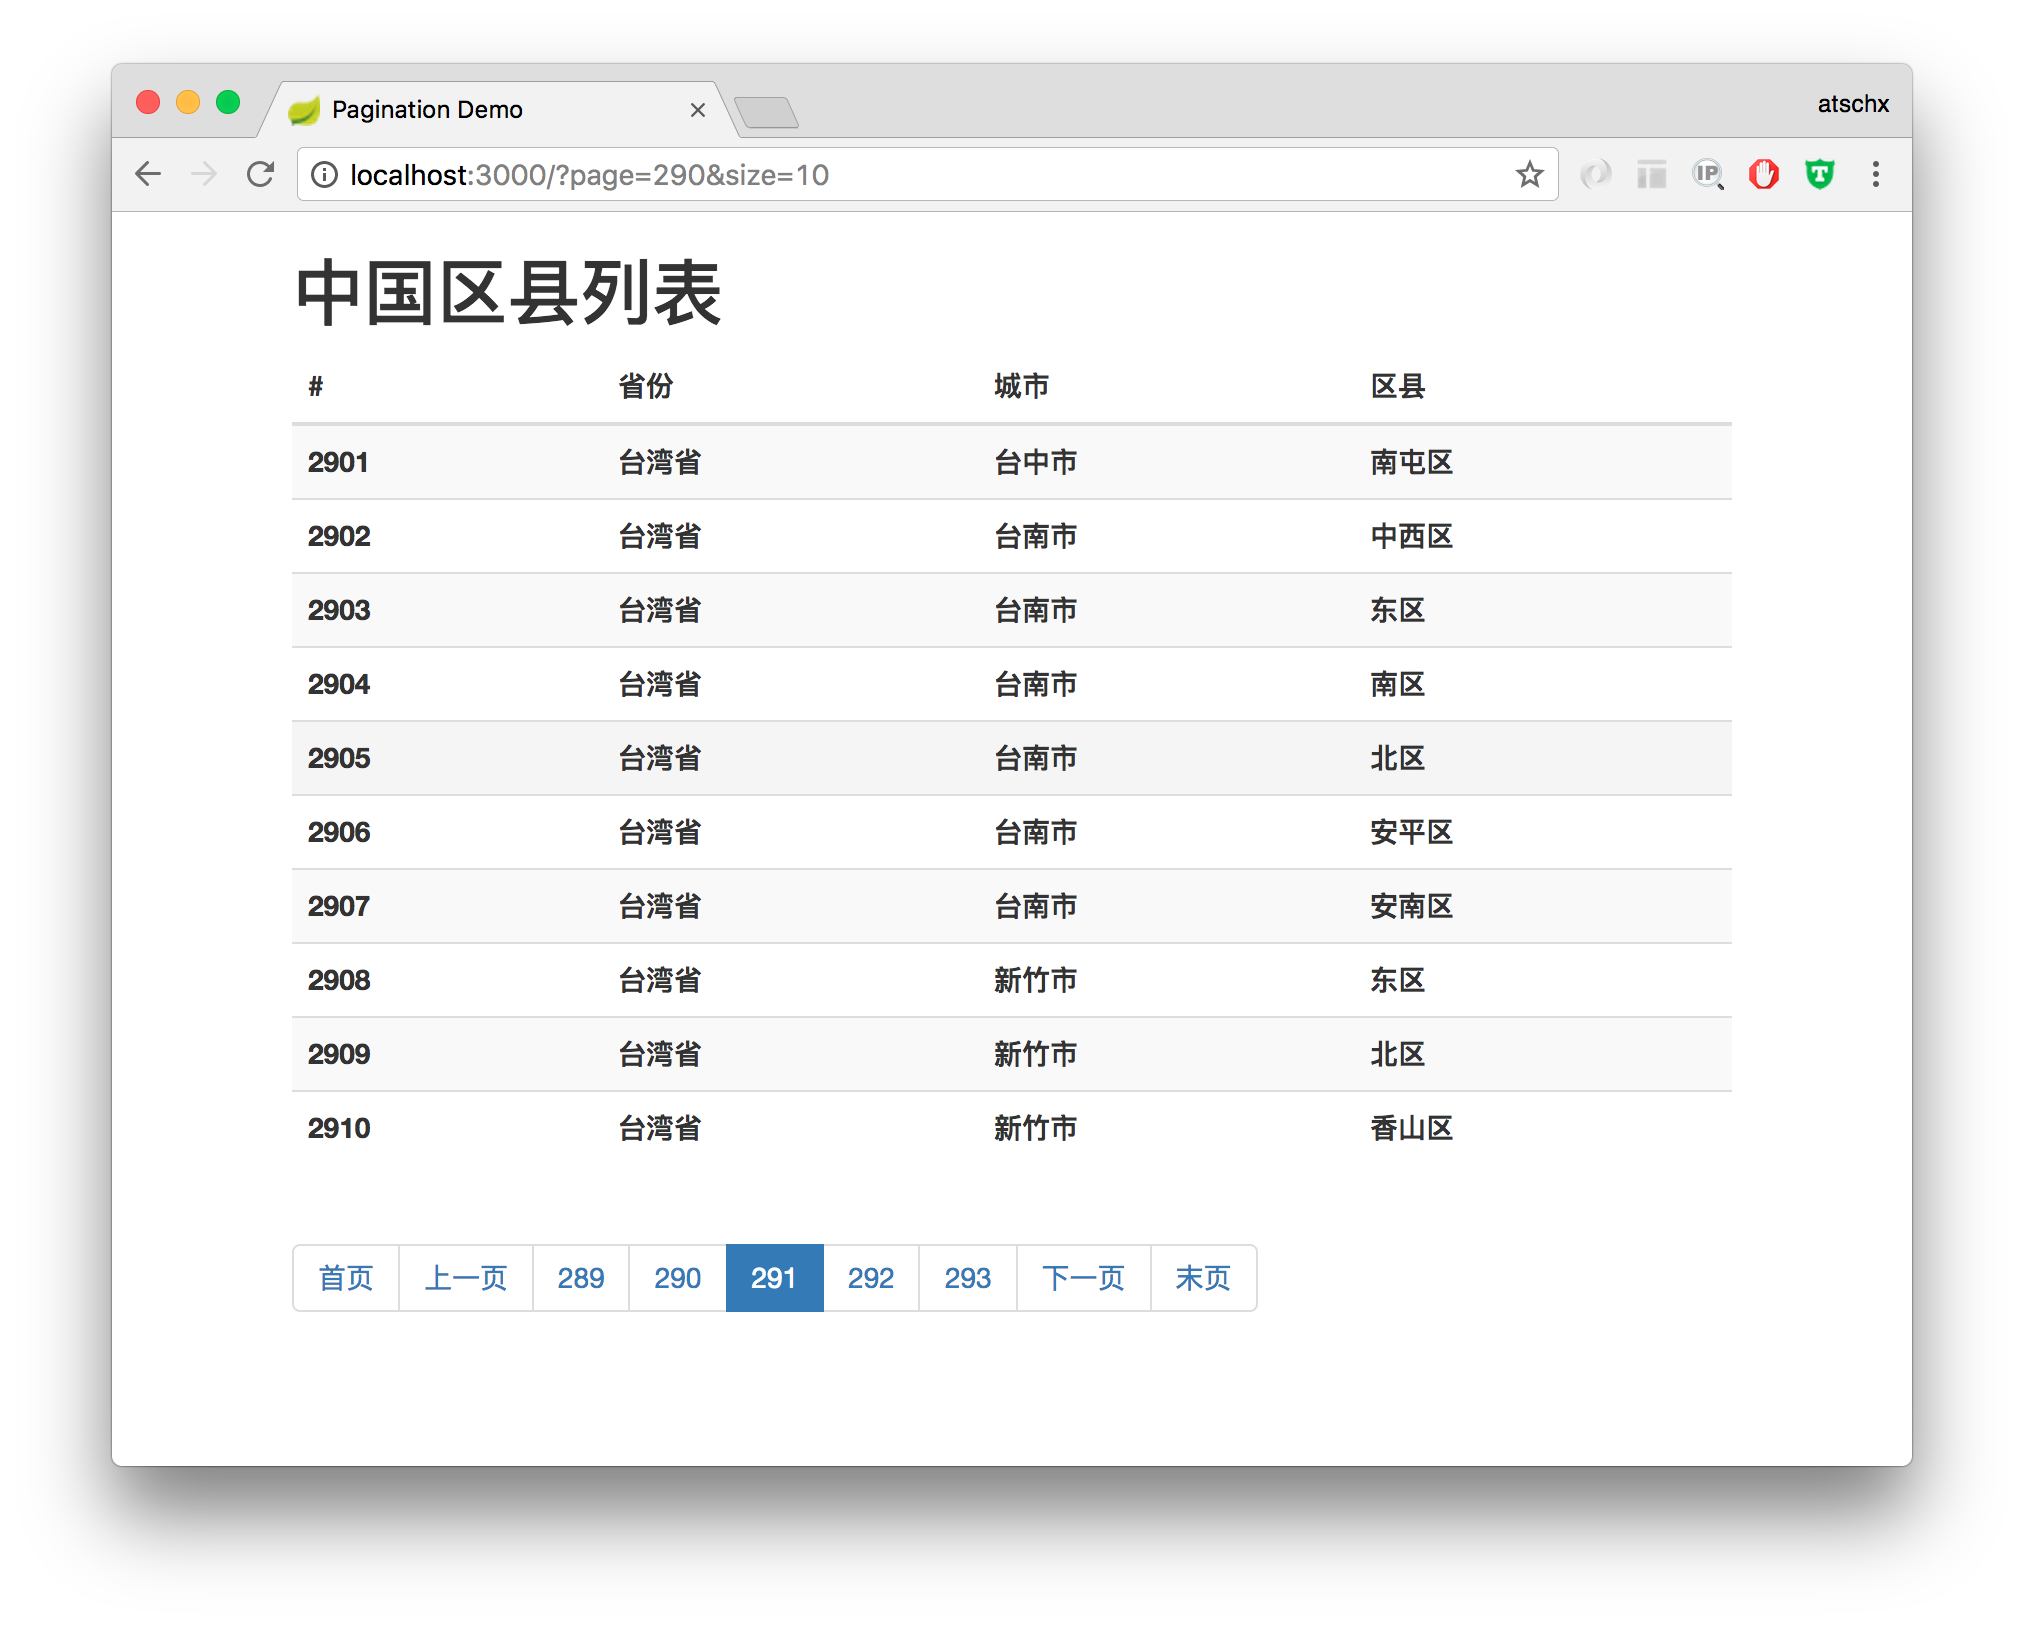 Pagination Demo
atschx
localhost:3000/?page=290&size=10
IP
T
中国区县列表
# 省份 城市 区县
2901 台湾省 台中市 南屯区
2902 台湾省 台南市 中西区
2903 台湾省 台南市 东区
2904 台湾省 台南市 南区
2905 台湾省 台南市 北区
2906 台湾省 台南市 安平区
2907 台湾省 台南市 安南区
2908 台湾省 新竹市 东区
2909 台湾省 新竹市 北区
2910 台湾省 新竹市 香山区
首页 上一页 289 290 291 292 293 下一页 末页